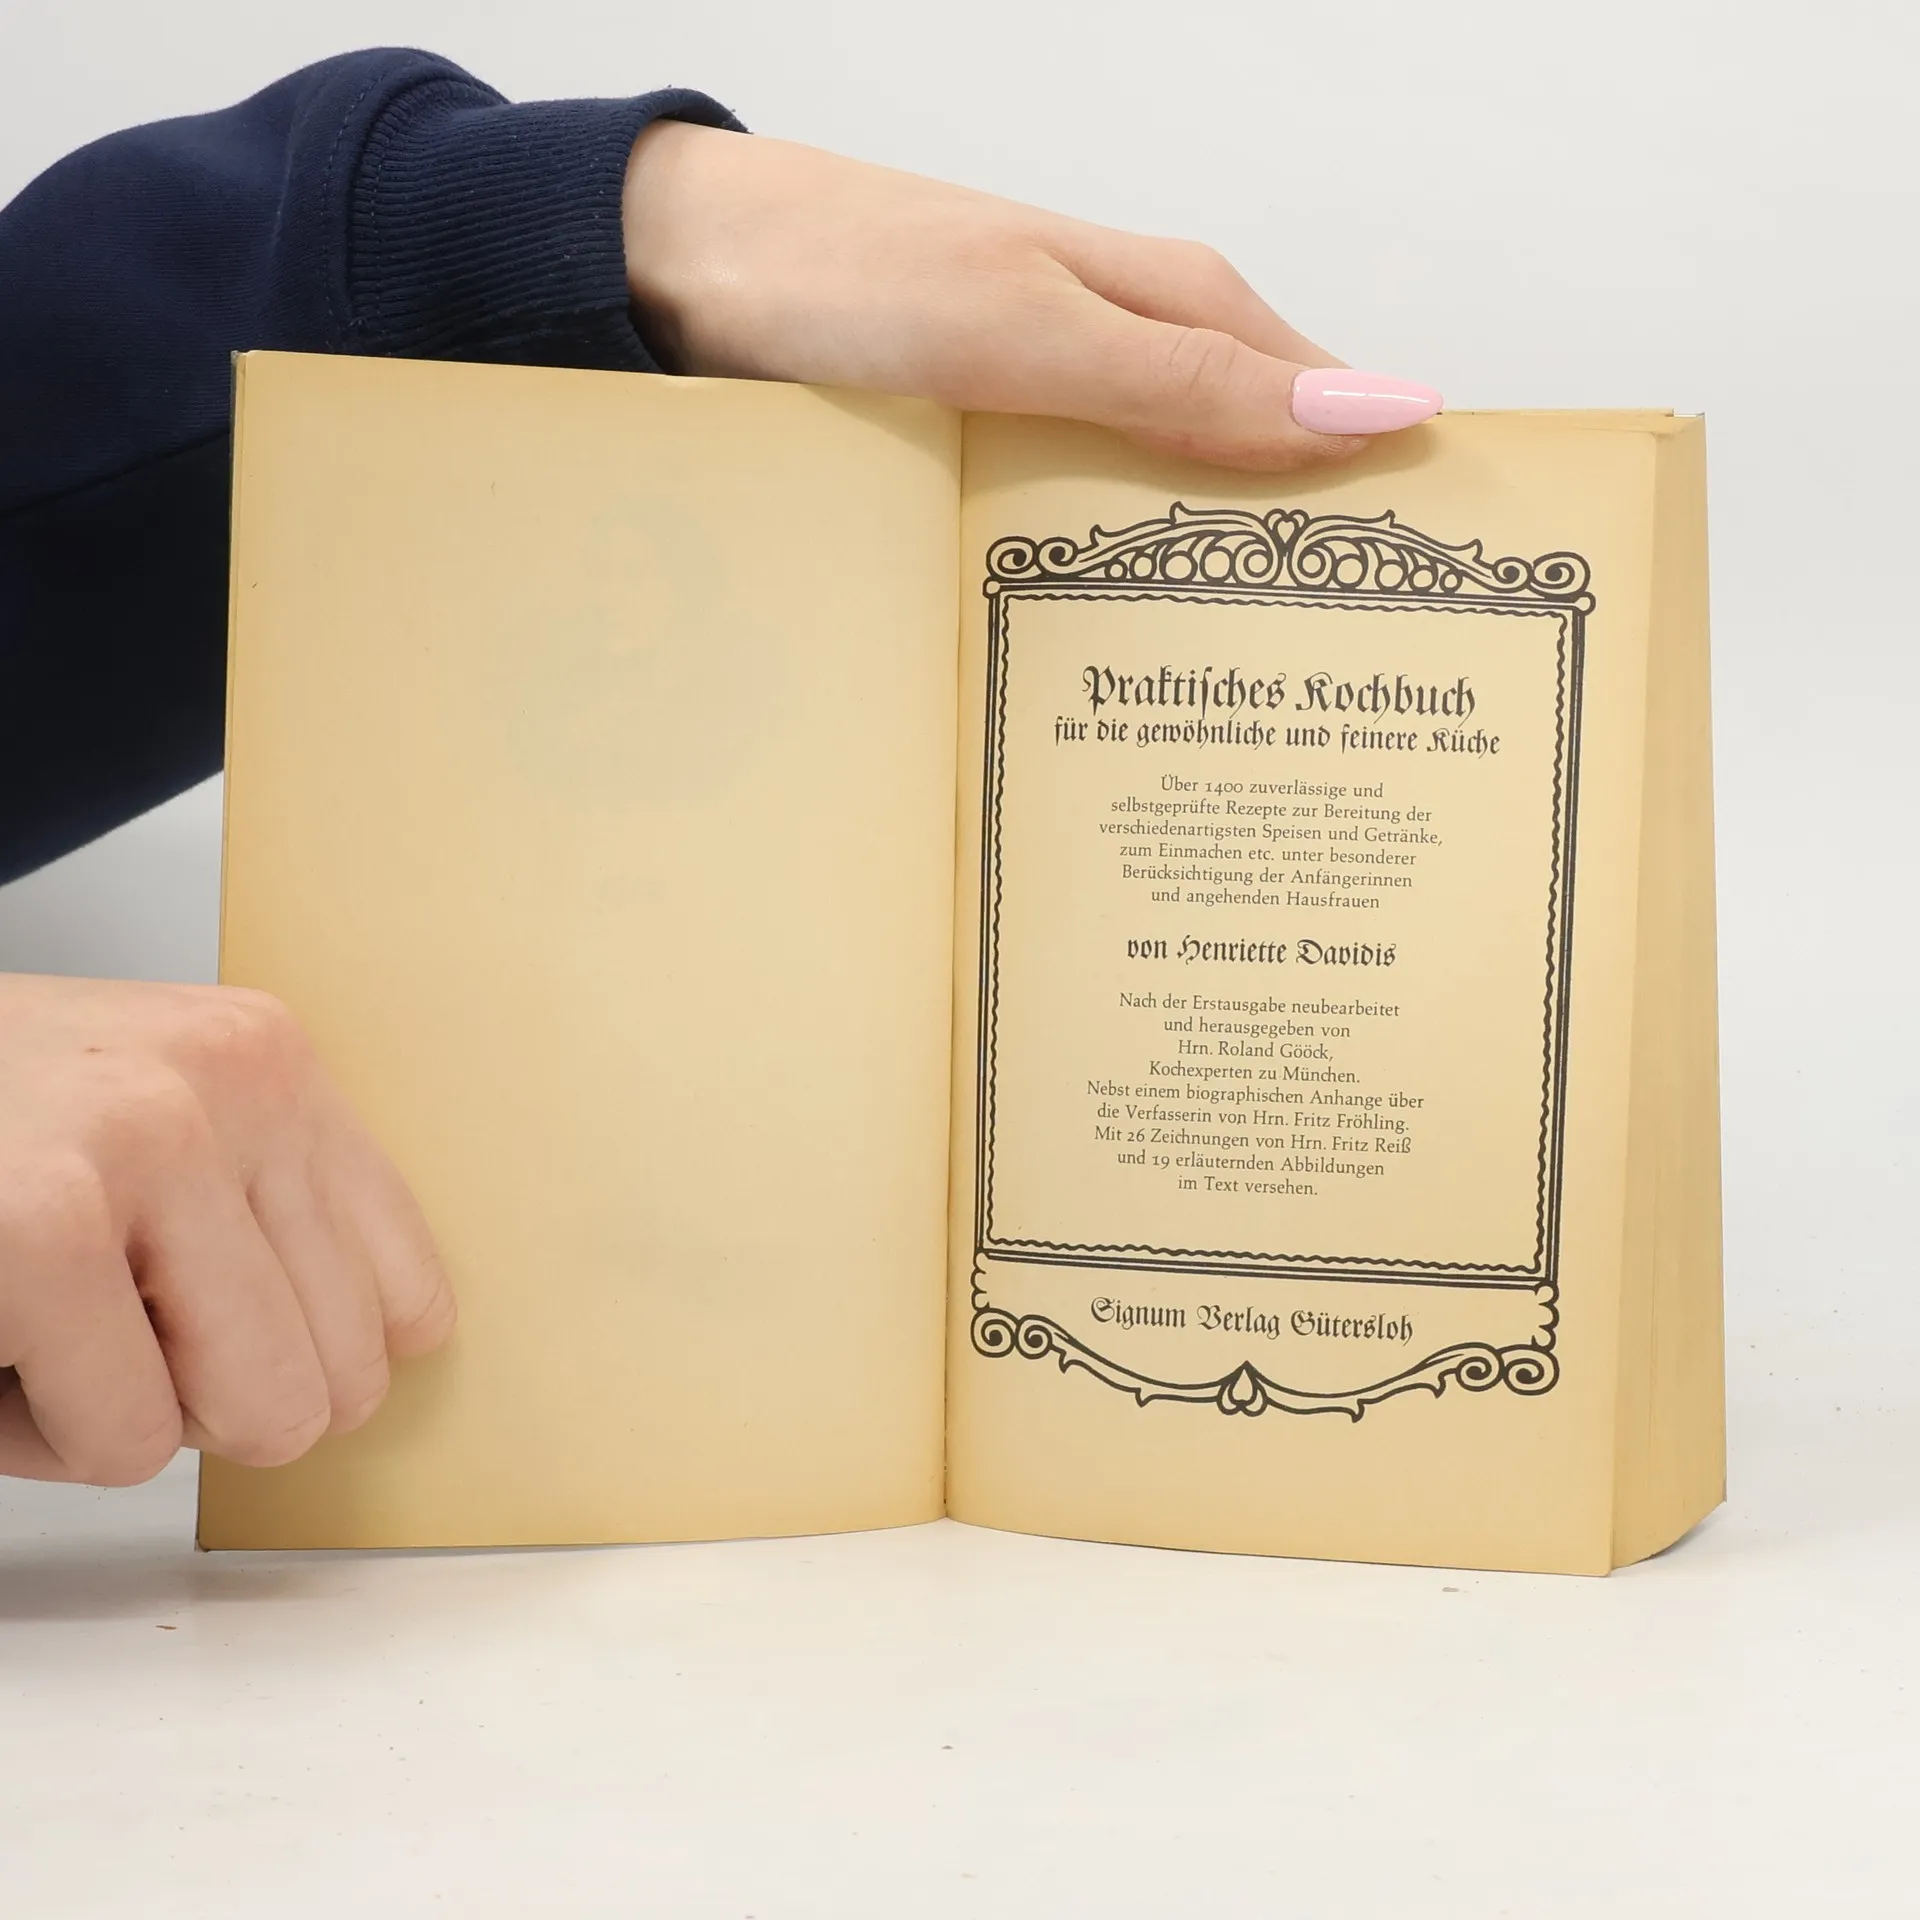 Praktiſches Kochbuch
für die gewöhnliche und feinere Küche
Über 1400 zuverlässige und
selbstgeprüfte Rezepte zur Bereitung der
verschiedenartigsten Speisen und Getränke,
zum Einmachen etc. unter besonderer
Berücksichtigung der Anfängerinnen
und angehenden Hausfrauen
von Henriette Davidis
Nach der Erstausgabe neubearbeitet
und herausgegeben von
Hrn. Roland Gööck,
Kochexperten zu München.
Nebst einem biographischen Anhange über
die Verfasserin von Hrn. Fritz Fröhling.
Mit 26 Zeichnungen von Hrn. Fritz Reiß
und 19 erläuternden Abbildungen
im Text versehen.
Signum Verlag Gütersloh